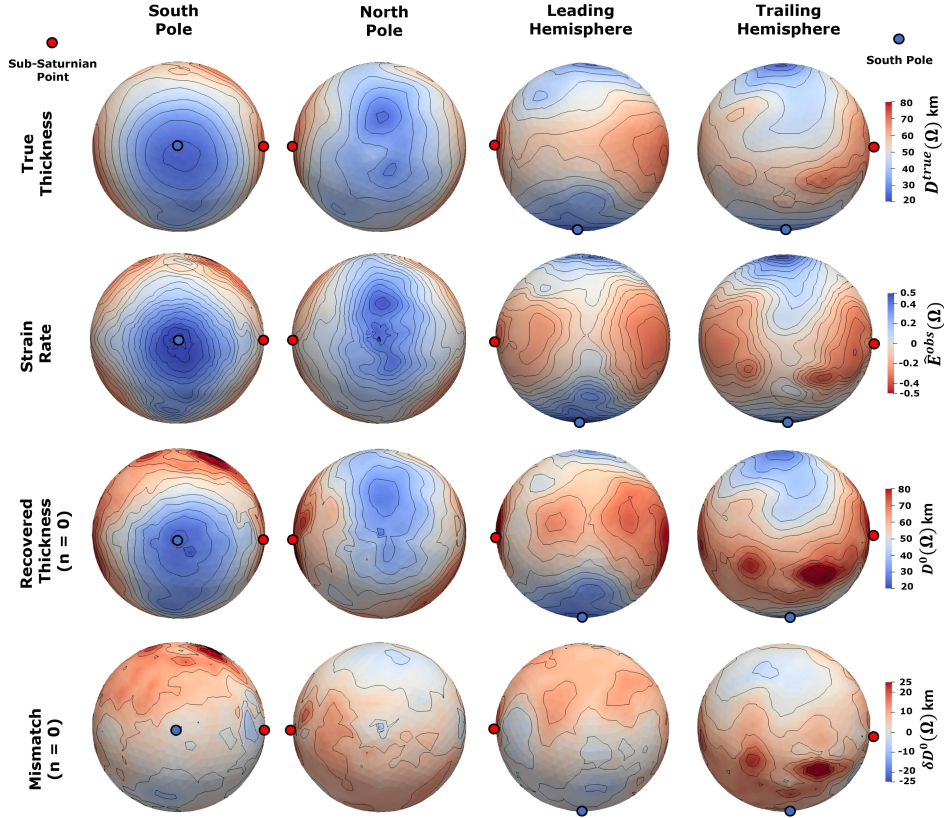 South
Pole
North
Pole
Leading
Hemisphere
Trailing
Hemisphere
Sub-Saturnian
Point
South Pole
True
Thickness
80
70
60
50
40
30
20
D^true(Ω) km
Strain
Rate
0.5
0.4
0.2
0
-0.2
-0.4
-0.5
Ẽ^obs(Ω)
Recovered
Thickness
(n = 0)
80
70
60
50
40
30
20
D⁰(Ω) km
Mismatch
(n = 0)
25
20
10
0
-10
-20
-25
δD⁰(Ω) km